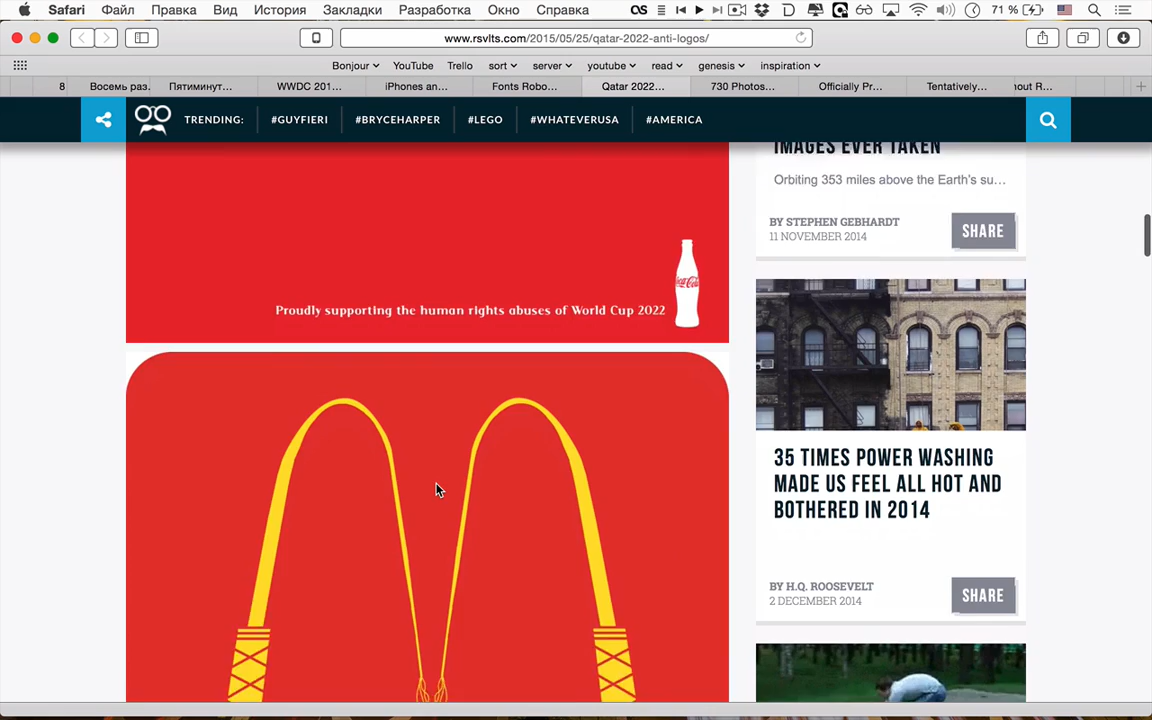 Safari Файл Правка Вид История Закладки Разработка Окно Справка 71 %
www.rsvlts.com/2015/05/25/qatar-2022-anti-logos/
Bonjour YouTube Trello sort server youtube read genesis inspiration
8 Восемь раз. Пятиминут... WWDC 201... iPhones an... Fonts Robo... Qatar 2022... 730 Photos... Officially Pr... Tentatively... hout R...
TRENDING: #GUYFIERI #BRYCEHARPER #LEGO #WHATEVERUSA #AMERICA
IMAGES EVER TAKEN
Orbiting 353 miles above the Earth's su...
BY STEPHEN GEBHARDT
11 NOVEMBER 2014
SHARE
Coca-Cola
Proudly supporting the human rights abuses of World Cup 2022
35 TIMES POWER WASHING
MADE US FEEL ALL HOT AND
BOTHERED IN 2014
BY H.Q. ROOSEVELT
2 DECEMBER 2014
SHARE